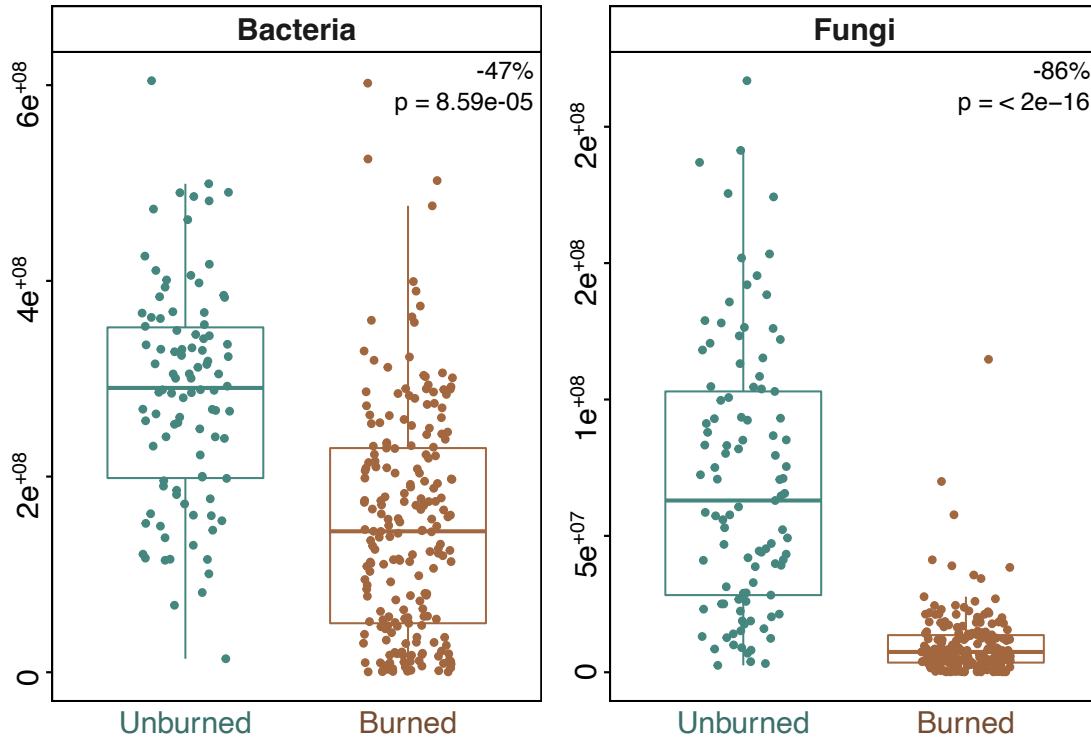 Bacteria
-47%
p = 8.59e-05
6e+08
4e+08
2e+08
0
Unburned
Burned
Fungi
-86%
p = < 2e−16
2e+08
2e+08
1e+08
5e+07
0
Unburned
Burned